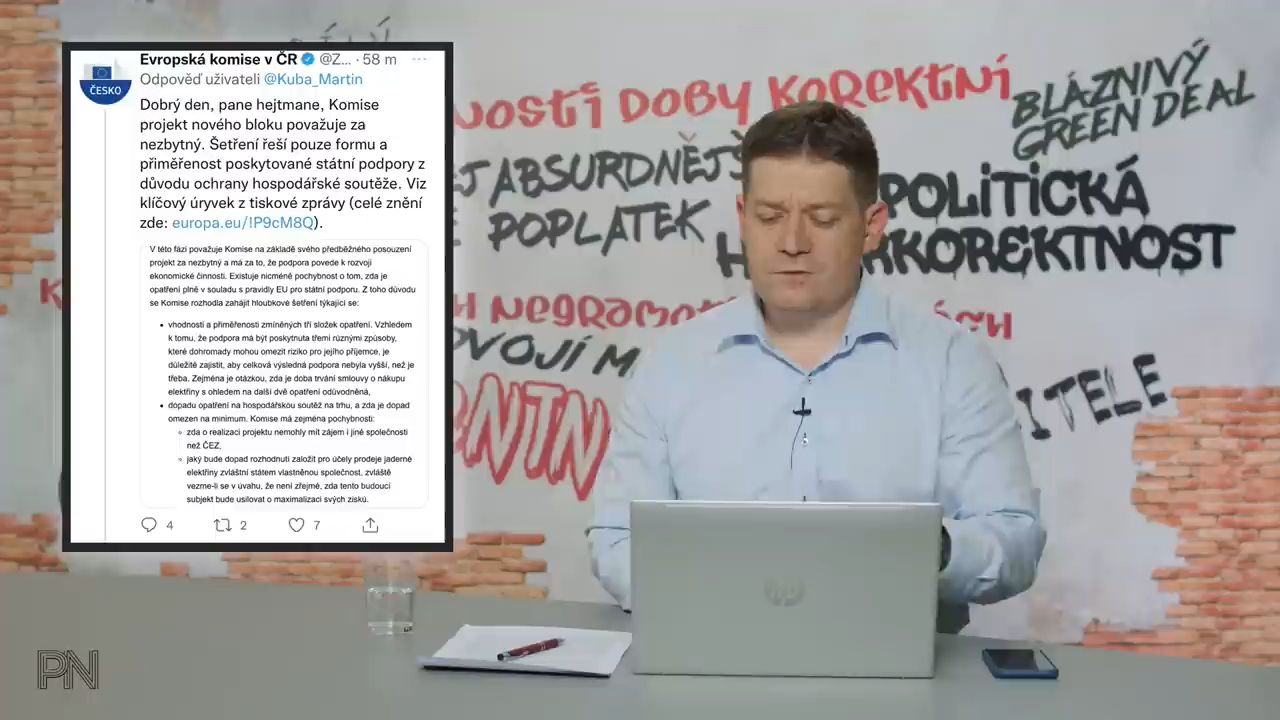 Evropská komise v ČR @Z... · 58 m
ČESKO
Odpověď uživateli @Kuba_Martin
Dobrý den, pane hejtmane, Komise
projekt nového bloku považuje za
nezbytný. Šetření řeší pouze formu a
přiměřenost poskytované státní podpory z
důvodu ochrany hospodářské soutěže. Viz
klíčový úryvek z tiskové zprávy (celé znění
zde: europa.eu/!P9cM8Q).
V této fázi považuje Komise na základě svého předběžného posouzení
projekt za nezbytný a má za to, že podpora povede k rozvoji
ekonomické činnosti. Existuje nicméně pochybnosti o tom, zda je
opatření plně v souladu s pravidly EU pro státní podporu. Z toho důvodu
se Komise rozhodla zahájit hloubkové šetření týkající se:
• vhodnosti a přiměřenosti zmíněných tří složek opatření. Vzhledem
k tomu, že podpora má být poskytnuta třemi různými způsoby,
které dohromady mohou omezit riziko pro jejího příjemce, je
důležité zajistit, aby celková výsledná podpora nebyla vyšší, než je
třeba. Zejména je otázkou, zda je doba trvání smlouvy o nákupu
elektřiny s ohledem na další dvě opatření odůvodněná,
• dopadu opatření na hospodářskou soutěž na trhu, a zda je dopad
omezen na minimum. Komise má zejména pochybnosti:
◦ zda o realizaci projektu nemohly mít zájem i jiné společnosti
než ČEZ,
◦ jaký bude dopad rozhodnutí založit pro účely prodeje jaderné
elektřiny zvláštní státem vlastněnou společnost, zvláště
vezme-li se v úvahu, že není zřejmé, zda tento budoucí
subjekt bude usilovat o maximalizaci svých zisků.
4 2 7
NOSTI DOBY KOREKTNÍ
BLÁZNIVÝ
GREEN DEAL
ABSURDNĚJŠ
POPLATEK
POLITICKÁ
KOREKTNOST
NEGRAMOT
VOJÍ M
ITELE
hp
PN